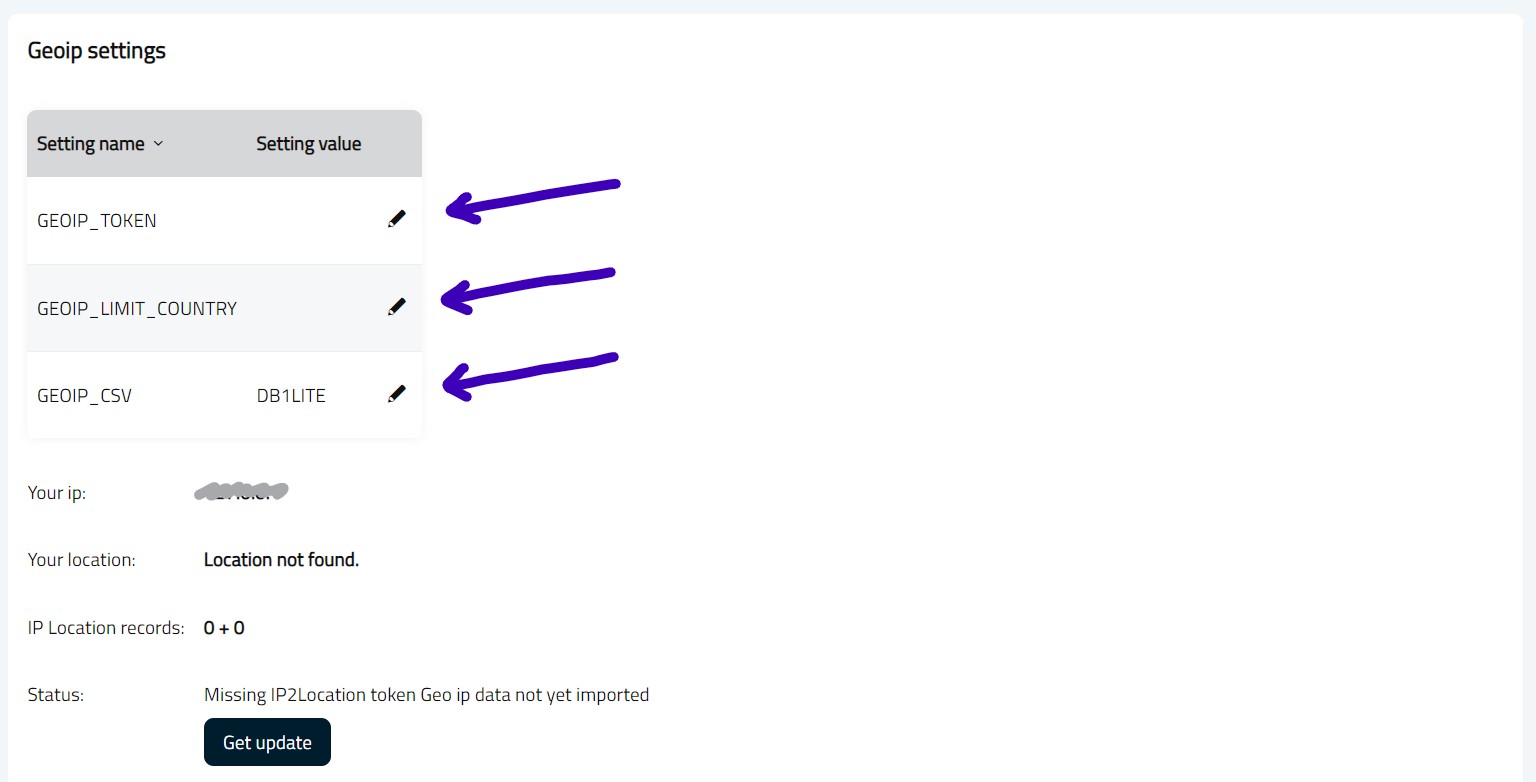 Geoip settings
Setting name Setting value
GEOIP_TOKEN
GEOIP_LIMIT_COUNTRY
GEOIP_CSV DB1LITE
Your ip:
Your location: Location not found.
IP Location records: 0 + 0
Status: Missing IP2Location token Geo ip data not yet imported
Get update